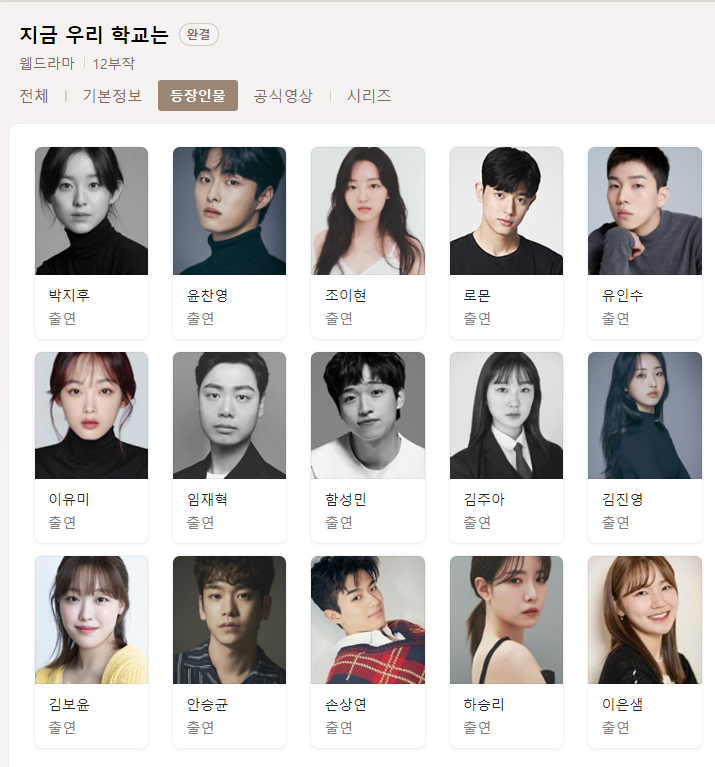 지금 우리 학교는 완결
웹드라마 12부작
전체 기본정보 등장인물 공식영상 시리즈
박지후 윤찬영 조이현 로몬 유인수
출연 출연 출연 출연 출연
이유미 임재혁 함성민 김주아 김진영
출연 출연 출연 출연 출연
김보윤 안승균 손상연 하승리 이은샘
출연 출연 출연 출연 출연